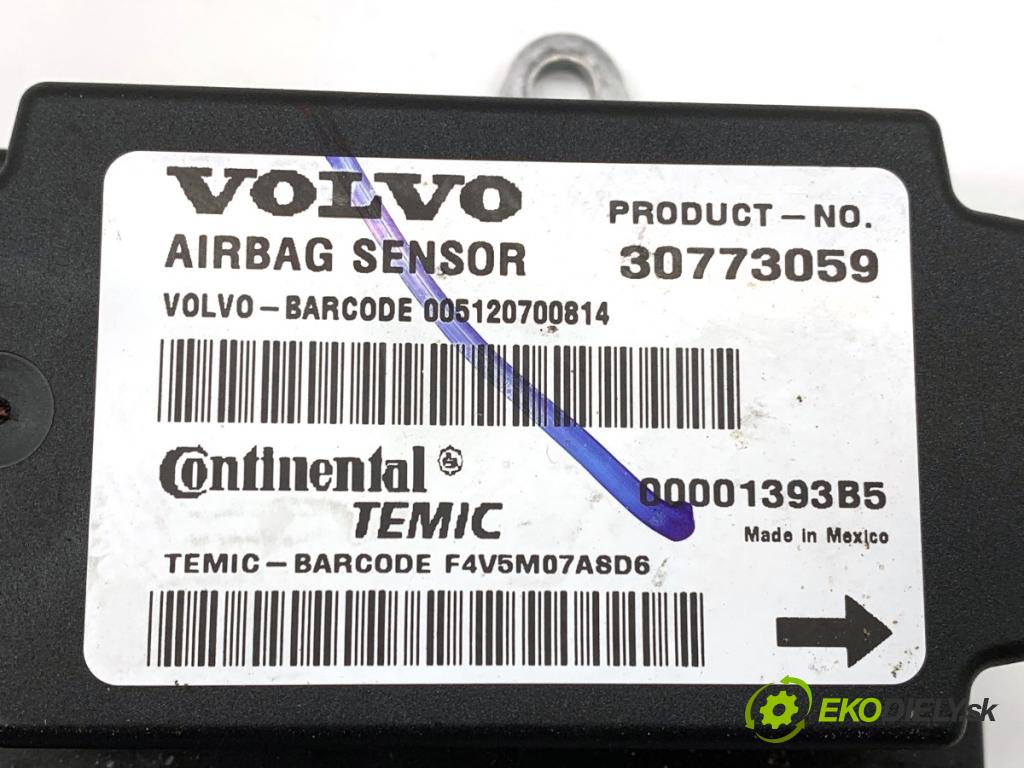 VOLVO
AIRBAG SENSOR
PRODUCT-NO.
30773059
VOLVO-BARCODE 005120700814
Continental
TEMIC
00001393B5
Made in Mexico
TEMIC-BARCODE F4V5M07A8D6
EKODIELY.sk